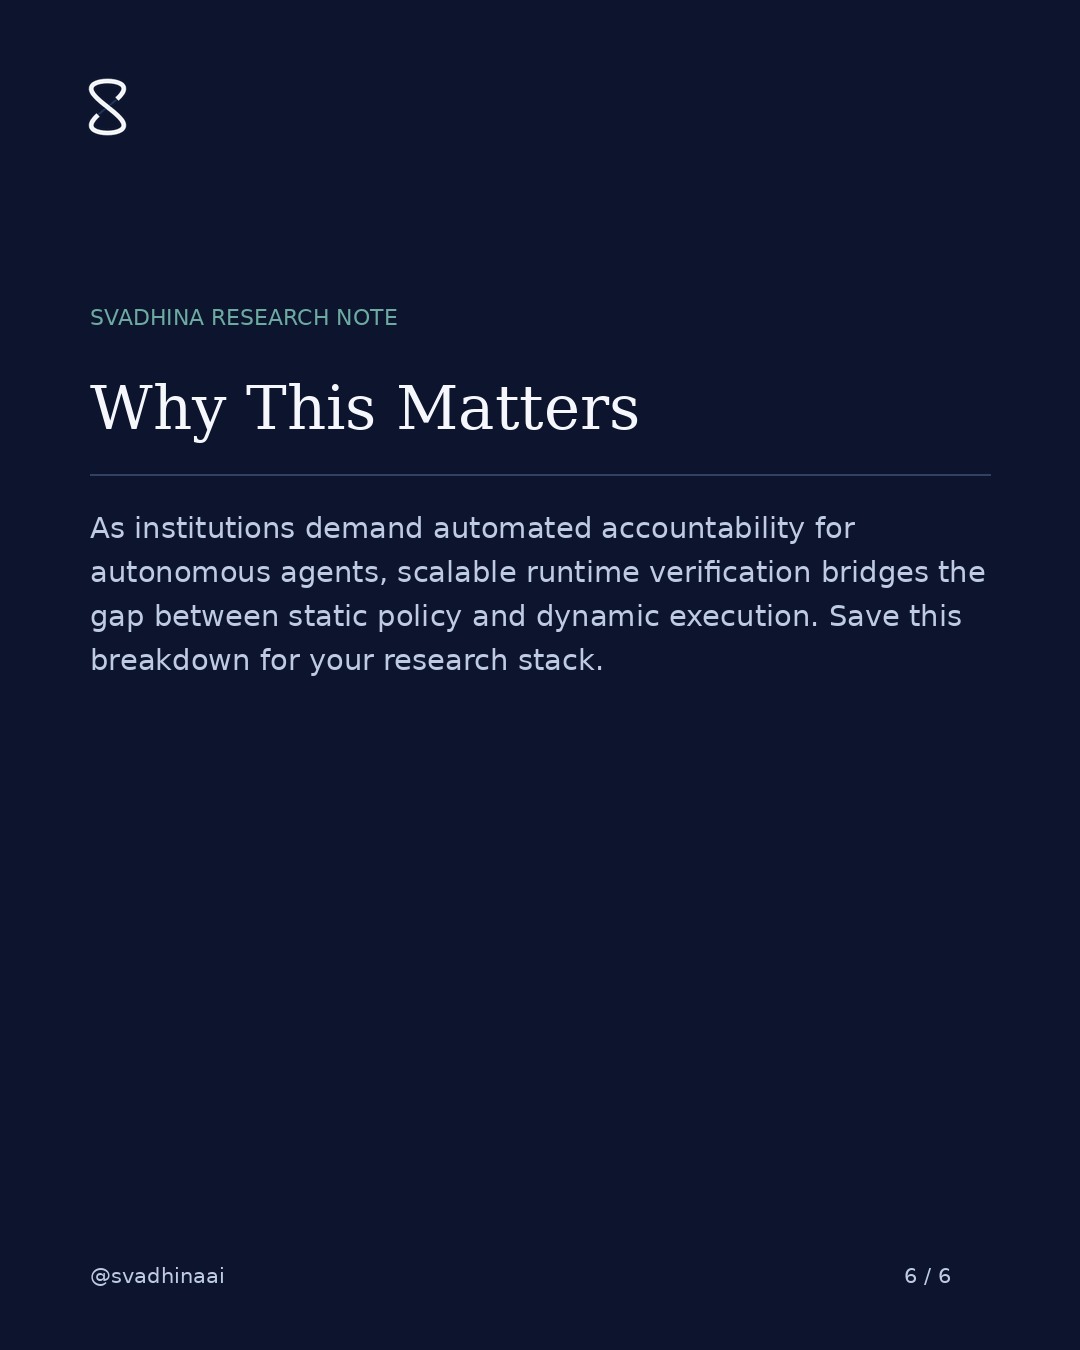 SVADHINA RESEARCH NOTE
Why This Matters
As institutions demand automated accountability for
autonomous agents, scalable runtime verification bridges the
gap between static policy and dynamic execution. Save this
breakdown for your research stack.
@svadhinaai
6 / 6